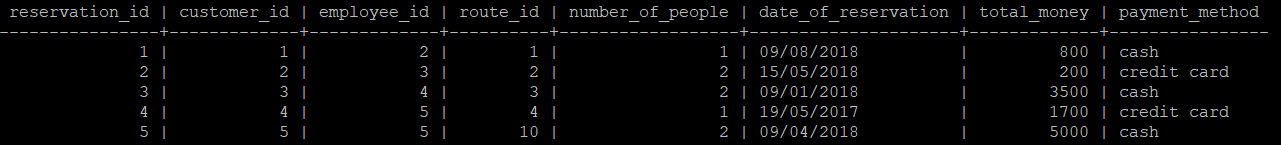 reservation_id | customer_id | employee_id | route_id | number_of_people | date_of_reservation | total_money | payment_method
----------------+-------------+-------------+----------+------------------+---------------------+-------------+----------------
1 | 1 | 2 | 1 | 1 | 09/08/2018 | 800 | cash
2 | 2 | 3 | 2 | 2 | 15/05/2018 | 200 | credit card
3 | 3 | 4 | 3 | 2 | 09/01/2018 | 3500 | cash
4 | 4 | 5 | 4 | 1 | 19/05/2017 | 1700 | credit card
5 | 5 | 5 | 10 | 2 | 09/04/2018 | 5000 | cash